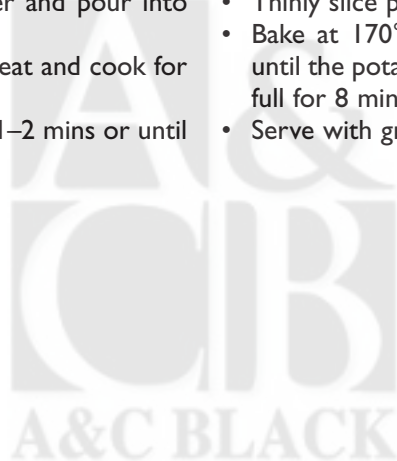 er and pour into
eat and cook for
1–2 mins or until
• Thinly slice p
• Bake at 170°
until the pota
full for 8 min
• Serve with gr
A&
CB
A&C BLACK